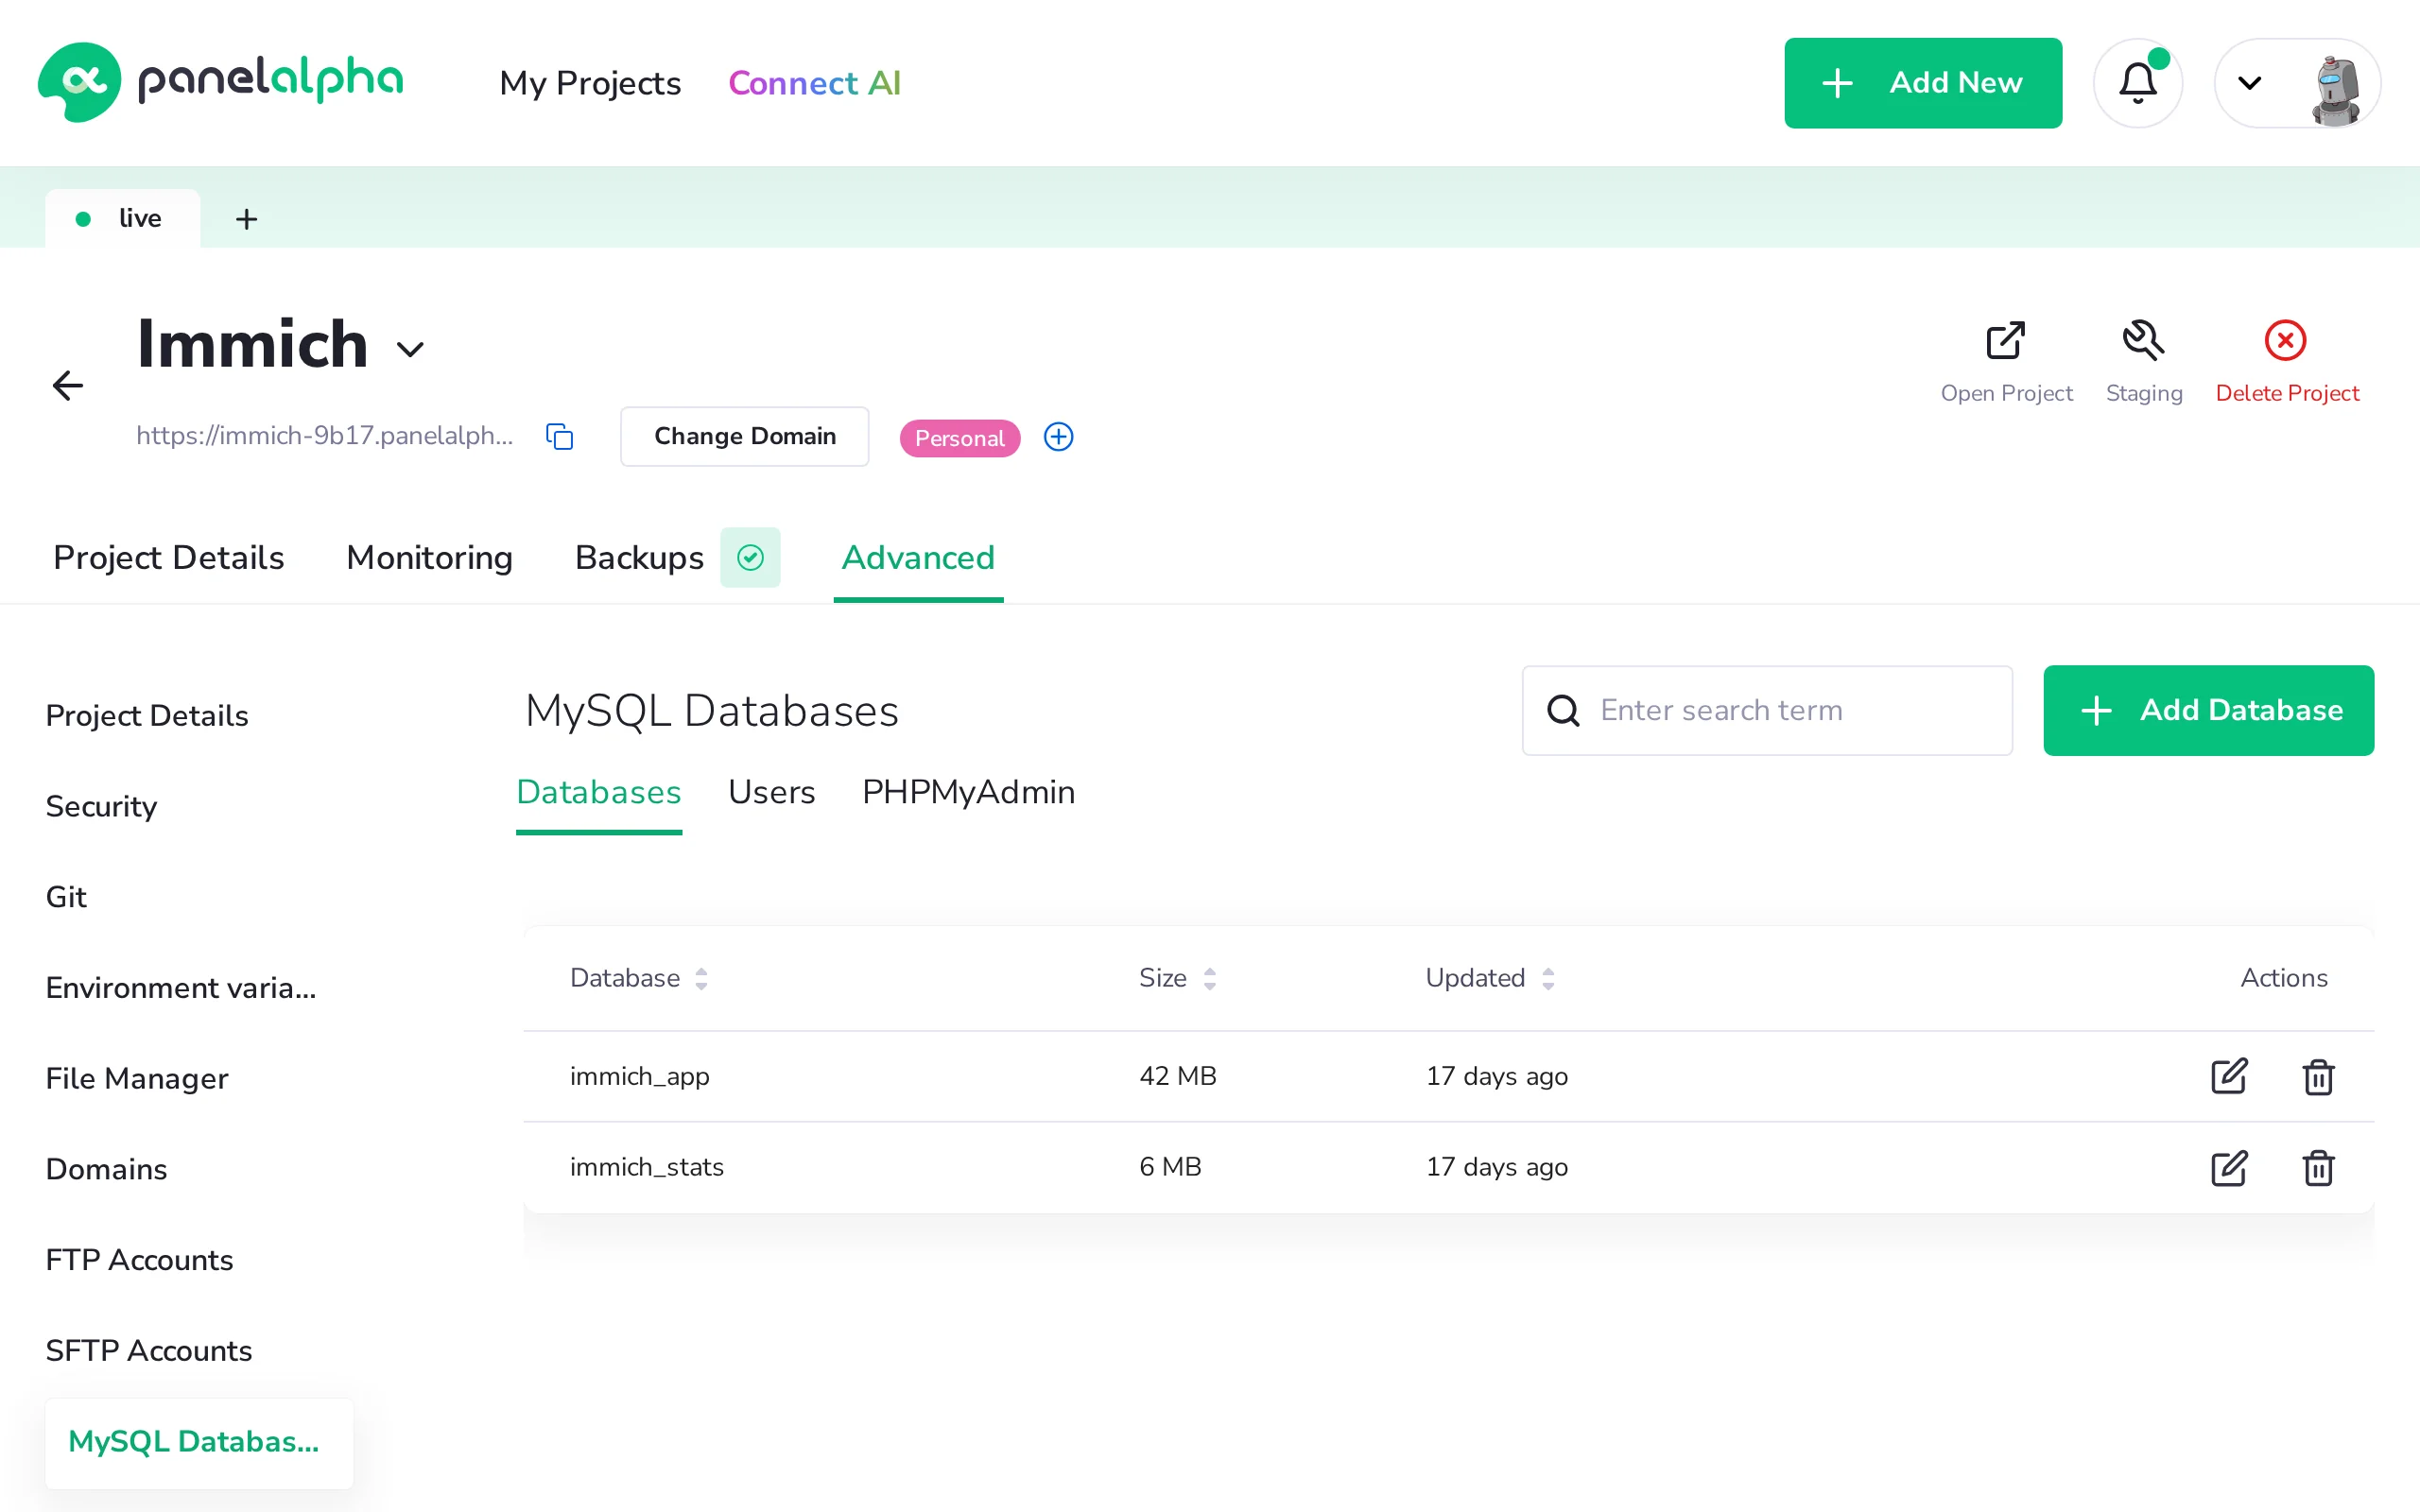 panelalpha
My Projects
Connect AI
Add New
live
Immich
https://immich-9b17.panelalph...
Change Domain
Personal
Open Project
Staging
Delete Project
Project Details
Monitoring
Backups
Advanced
Project Details
Security
Git
Environment varia...
File Manager
Domains
FTP Accounts
SFTP Accounts
MySQL Databas...
MySQL Databases
Enter search term
Add Database
Databases
Users
PHPMyAdmin
Database Size Updated Actions
immich_app 42 MB 17 days ago
immich_stats 6 MB 17 days ago